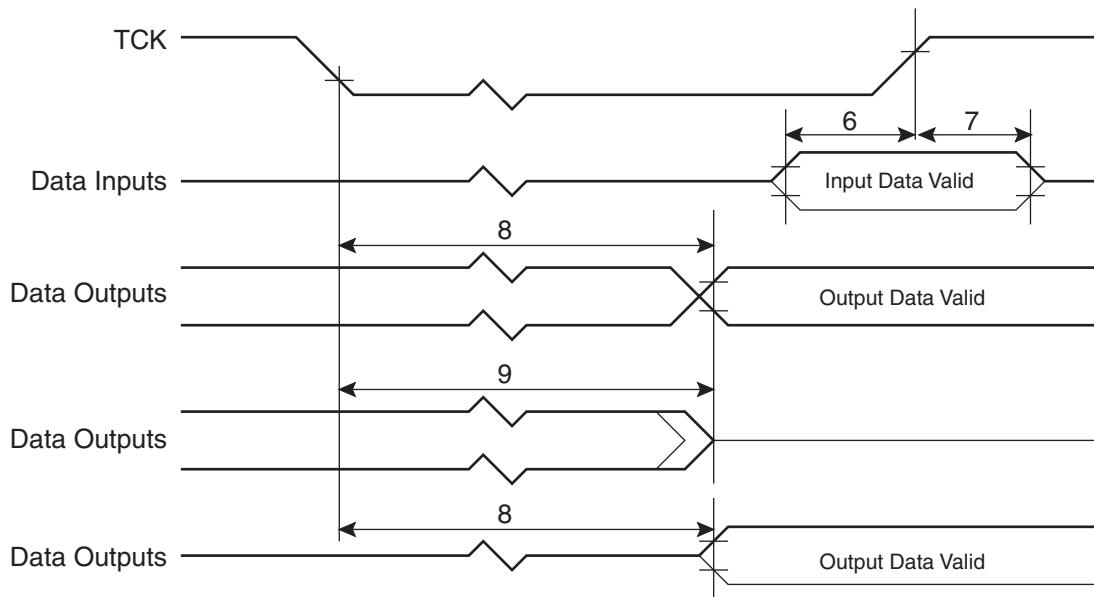 TCK
6
7
Data Inputs
Input Data Valid
8
Data Outputs
Output Data Valid
9
Data Outputs
8
Data Outputs
Output Data Valid